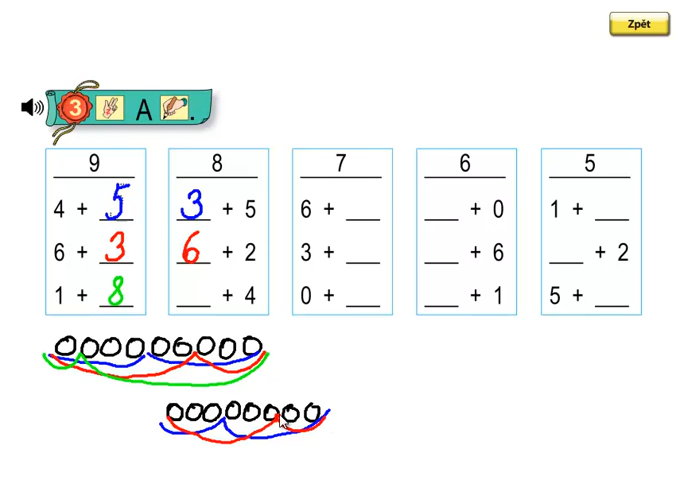 Zpět
3 A .
9 8 7 6 5
4 + 5 3 + 5 6 + ___ ___ + 0 1 + ___
6 + 3 6 + 2 3 + ___ ___ + 6 ___ + 2
1 + 8 ___ + 4 0 + ___ ___ + 1 5 + ___